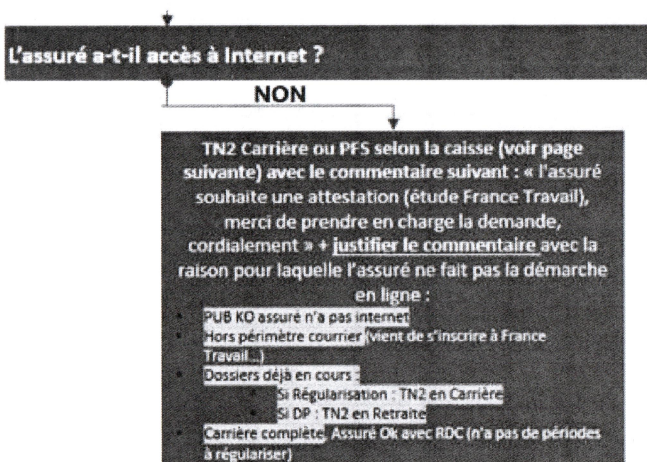 L'assuré a-t-il accès à Internet ?
NON
TN2 Carrière ou PFS selon la caisse (voir page
suivante) avec le commentaire suivant : « l'assuré
souhaite une attestation (étude France Travail),
merci de prendre en charge la demande,
cordialement » + justifier le commentaire avec la
raison pour laquelle l'assuré ne fait pas la démarche
en ligne :
PUB KO assuré n'a pas internet
Hors périmètre courrier (vient de s'inscrire à France
Travail...)
Dossiers déjà en cours :
Si Régularisation : TN2 en Carrière
Si DP : TN2 en Retraite
Carrière complète, Assuré Ok avec RDC (n'a pas de périodes
à régulariser)